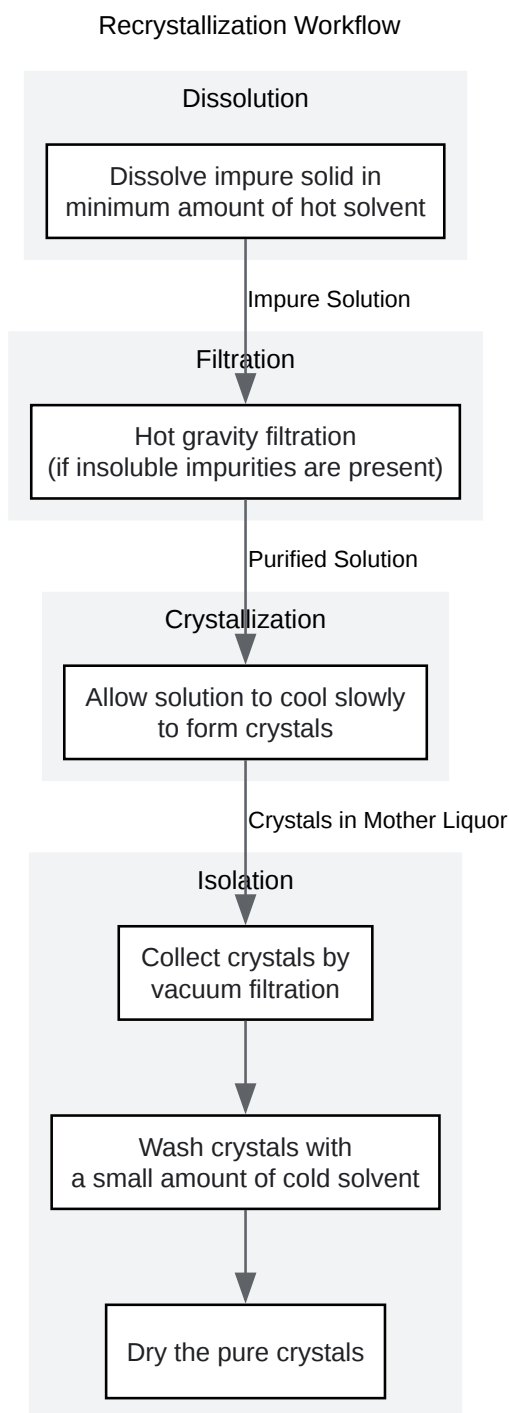 Recrystallization Workflow
Dissolution
Dissolve impure solid in
minimum amount of hot solvent
Impure Solution
Filtration
Hot gravity filtration
(if insoluble impurities are present)
Purified Solution
Crystallization
Allow solution to cool slowly
to form crystals
Crystals in Mother Liquor
Isolation
Collect crystals by
vacuum filtration
Wash crystals with
a small amount of cold solvent
Dry the pure crystals